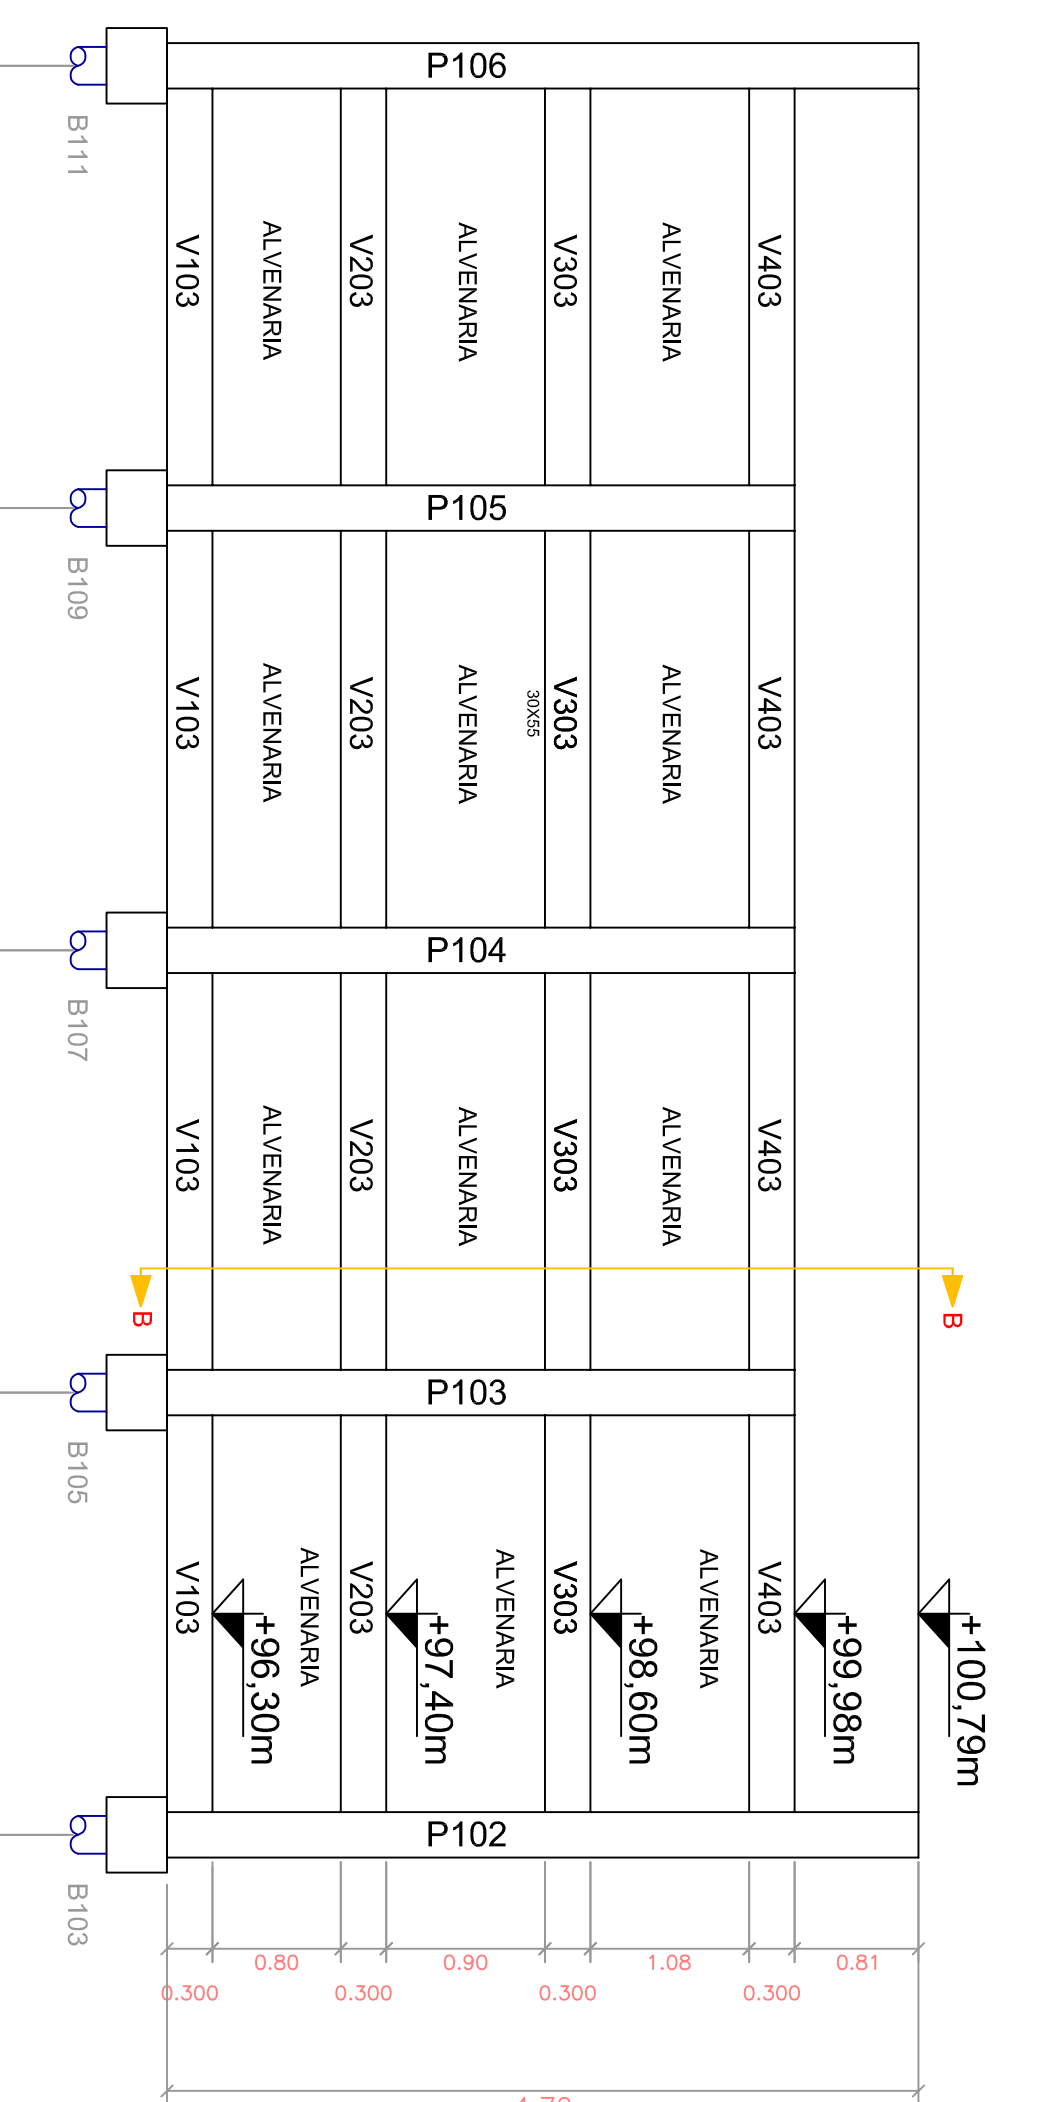 P106
B111
V103
ALVENARIA
V203
ALVENARIA
V303
ALVENARIA
V403
P105
B109
V103
ALVENARIA
V203
ALVENARIA
30X55
V303
ALVENARIA
V403
P104
B107
V103
ALVENARIA
V203
ALVENARIA
V303
ALVENARIA
V403
B
B
P103
B105
V103
+96,30m
ALVENARIA
V203
+97,40m
ALVENARIA
V303
+98,60m
ALVENARIA
V403
+99,98m
+100,79m
P102
B103
0.80
0.90
1.08
0.81
0.300
0.300
0.300
0.300